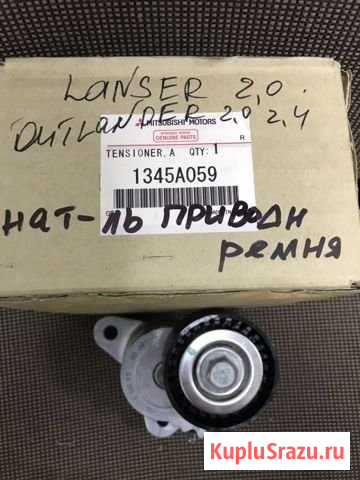 LANSER 2,0
OUTLANDER 2,0 2,4
MITSUBISHI MOTORS
GENUINE PARTS
R
TENSIONER, A QTY: 1
1345A059
НАТ-ЛЬ ПРИВОДН
РЕМНЯ
KupluSrazu.ru